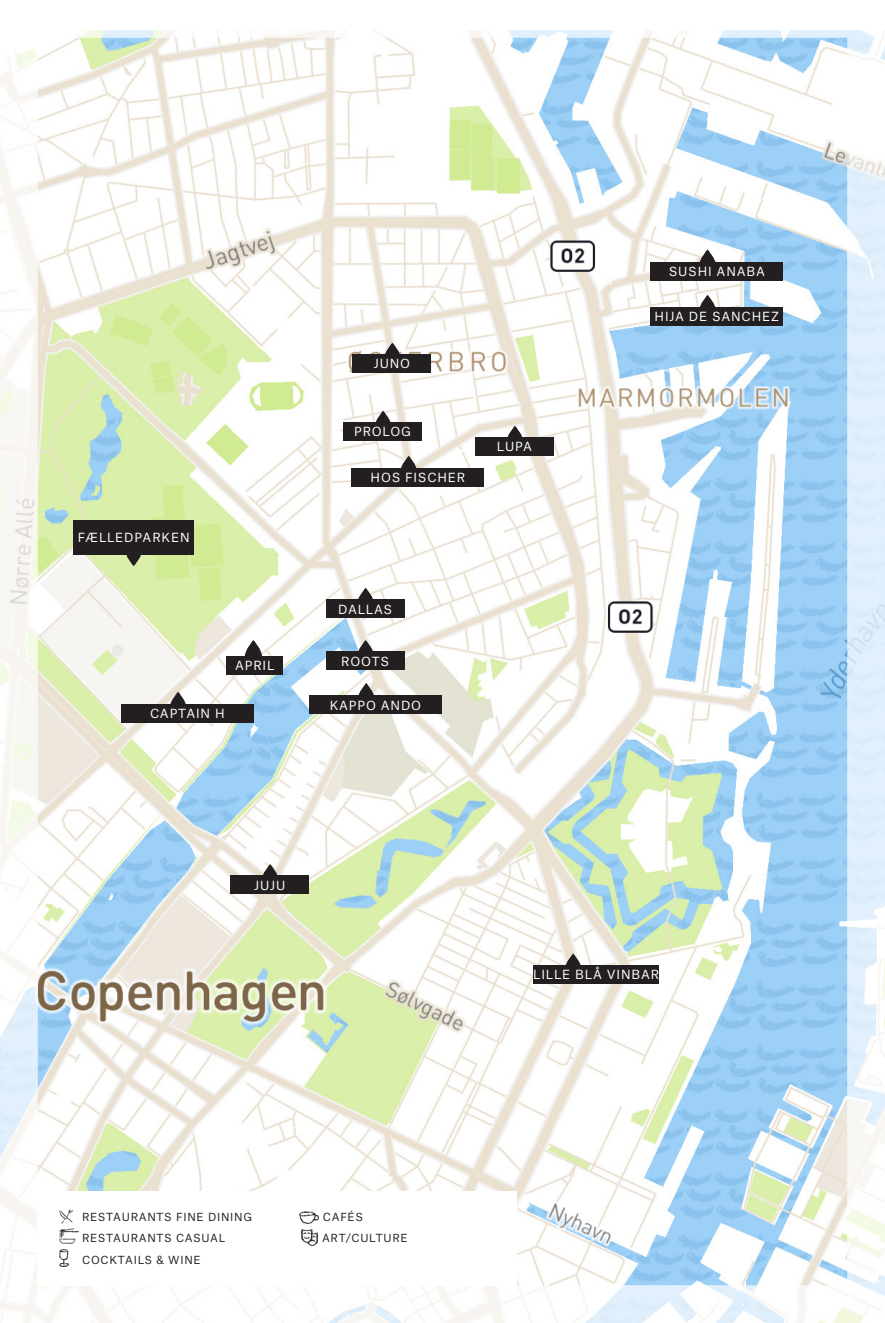 Levanti
Jagtvej
02
SUSHI ANABA
HIJA DE SANCHEZ
JUNO
RBRO
MARMORMOLEN
PROLOG
LUPA
HOS FISCHER
Nørre Allé
FÆLLEDPARKEN
DALLAS
02
APRIL
ROOTS
Yderhavn
CAPTAIN H
KAPPO ANDO
JUJU
LILLE BLÅ VINBAR
Copenhagen
Sølvgade
RESTAURANTS FINE DINING
RESTAURANTS CASUAL
COCKTAILS & WINE
CAFÉS
ART/CULTURE
Nyhavn